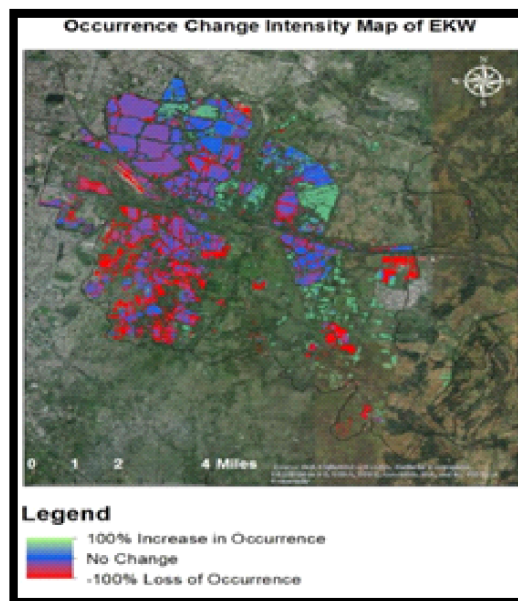 Occurrence Change Intensity Map of EKW
N
0 1 2 4 Miles
Legend
100% Increase in Occurrence
No Change
-100% Loss of Occurrence